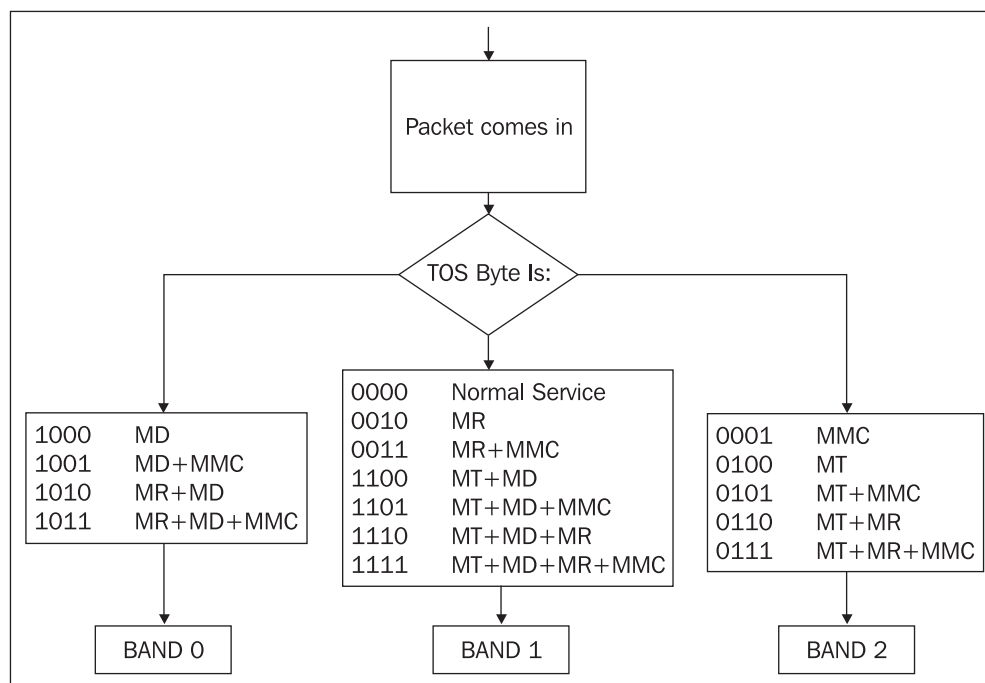 Packet comes in
TOS Byte Is:
1000 MD
1001 MD+MMC
1010 MR+MD
1011 MR+MD+MMC
BAND 0
0000 Normal Service
0010 MR
0011 MR+MMC
1100 MT+MD
1101 MT+MD+MMC
1110 MT+MD+MR
1111 MT+MD+MR+MMC
BAND 1
0001 MMC
0100 MT
0101 MT+MMC
0110 MT+MR
0111 MT+MR+MMC
BAND 2